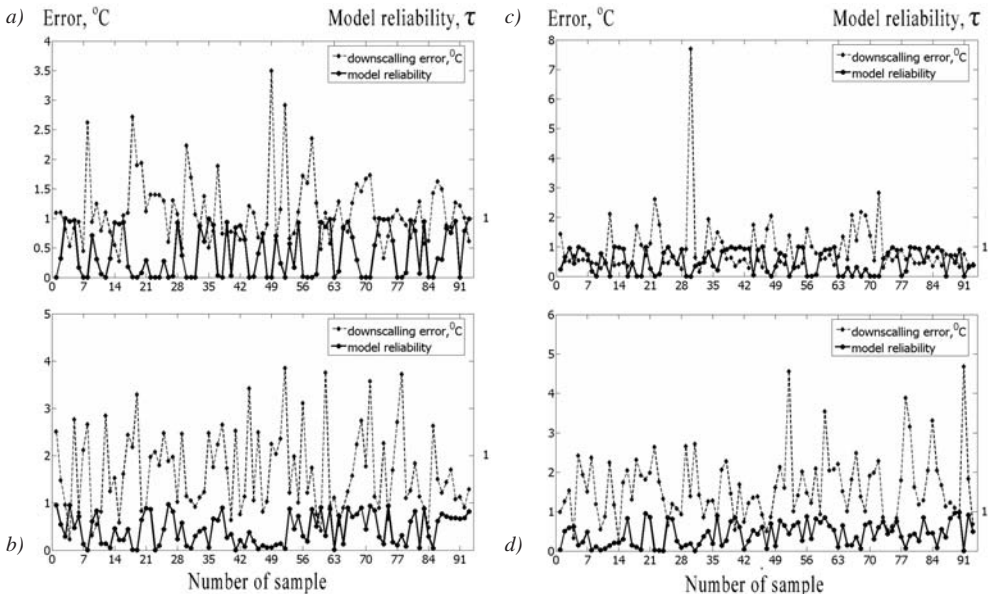 a) Error, °C Model reliability, τ
4
3.5
3
2.5
2
1.5
1
0.5
0
downscalling error, ⁰C
model reliability
1
0 7 14 21 28 35 42 49 56 63 70 77 84 91
b)
5
4
3
2
1
0
downscalling error, ⁰C
model reliability
1
0 7 14 21 28 35 42 49 56 63 70 77 84 91
Number of sample
c) Error, °C Model reliability, τ
8
7
6
5
4
3
2
1
0
downscalling error, ⁰C
model reliability
1
0 7 14 21 28 35 42 49 56 63 70 77 84 91
d)
6
5
4
3
2
1
0
downscalling error, ⁰C
model reliability
1
0 7 14 21 28 35 42 49 56 63 70 77 84 91
Number of sample